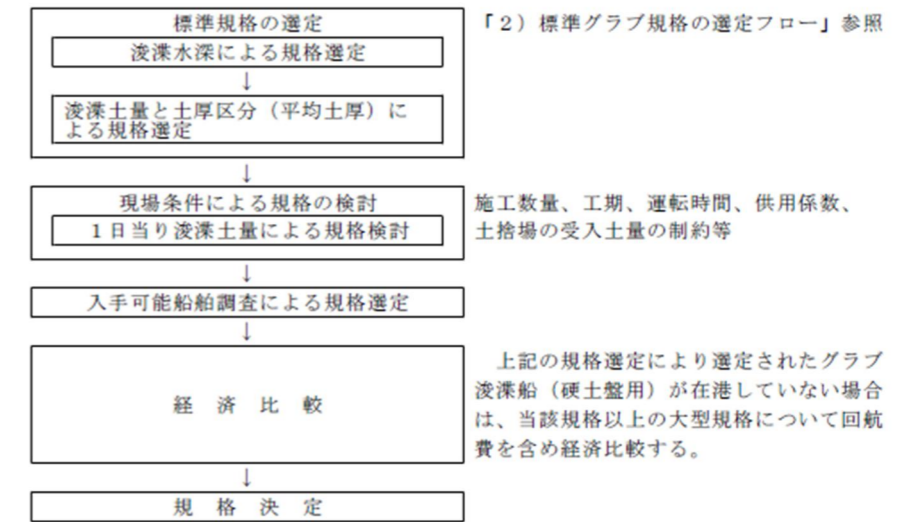 標準規格の選定
「2）標準グラブ規格の選定フロー」参照
浚渫水深による規格選定
↓
浚渫土量と土厚区分（平均土厚）に
よる規格選定
↓
現場条件による規格の検討
施工数量、工期、運転時間、供用係数、
1日当り浚渫土量による規格検討
土捨場の受入土量の制約等
↓
入手可能船舶調査による規格選定
↓
経 済 比 較
上記の規格選定により選定されたグラブ
浚渫船（硬土盤用）が在港していない場合
は、当該規格以上の大型規格について回航
費を含め経済比較する。
↓
規 格 決 定